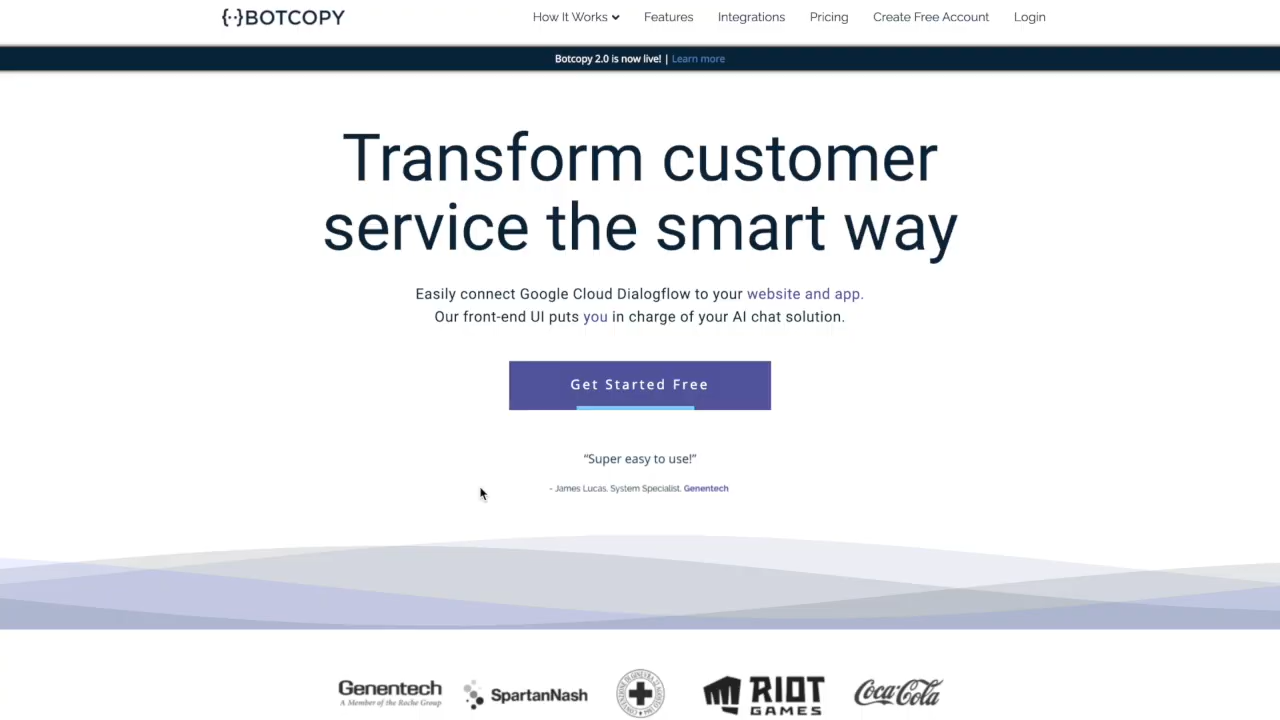 {··}BOTCOPY
How It Works Features Integrations Pricing Create Free Account Login
Botcopy 2.0 is now live! | Learn more
Transform customer
service the smart way
Easily connect Google Cloud Dialogflow to your website and app.
Our front-end UI puts you in charge of your AI chat solution.
Get Started Free
“Super easy to use!”
- James Lucas. System Specialist. Genentech
Genentech
A Member of the Roche Group
SpartanNash
RIOT
GAMES
Coca-Cola